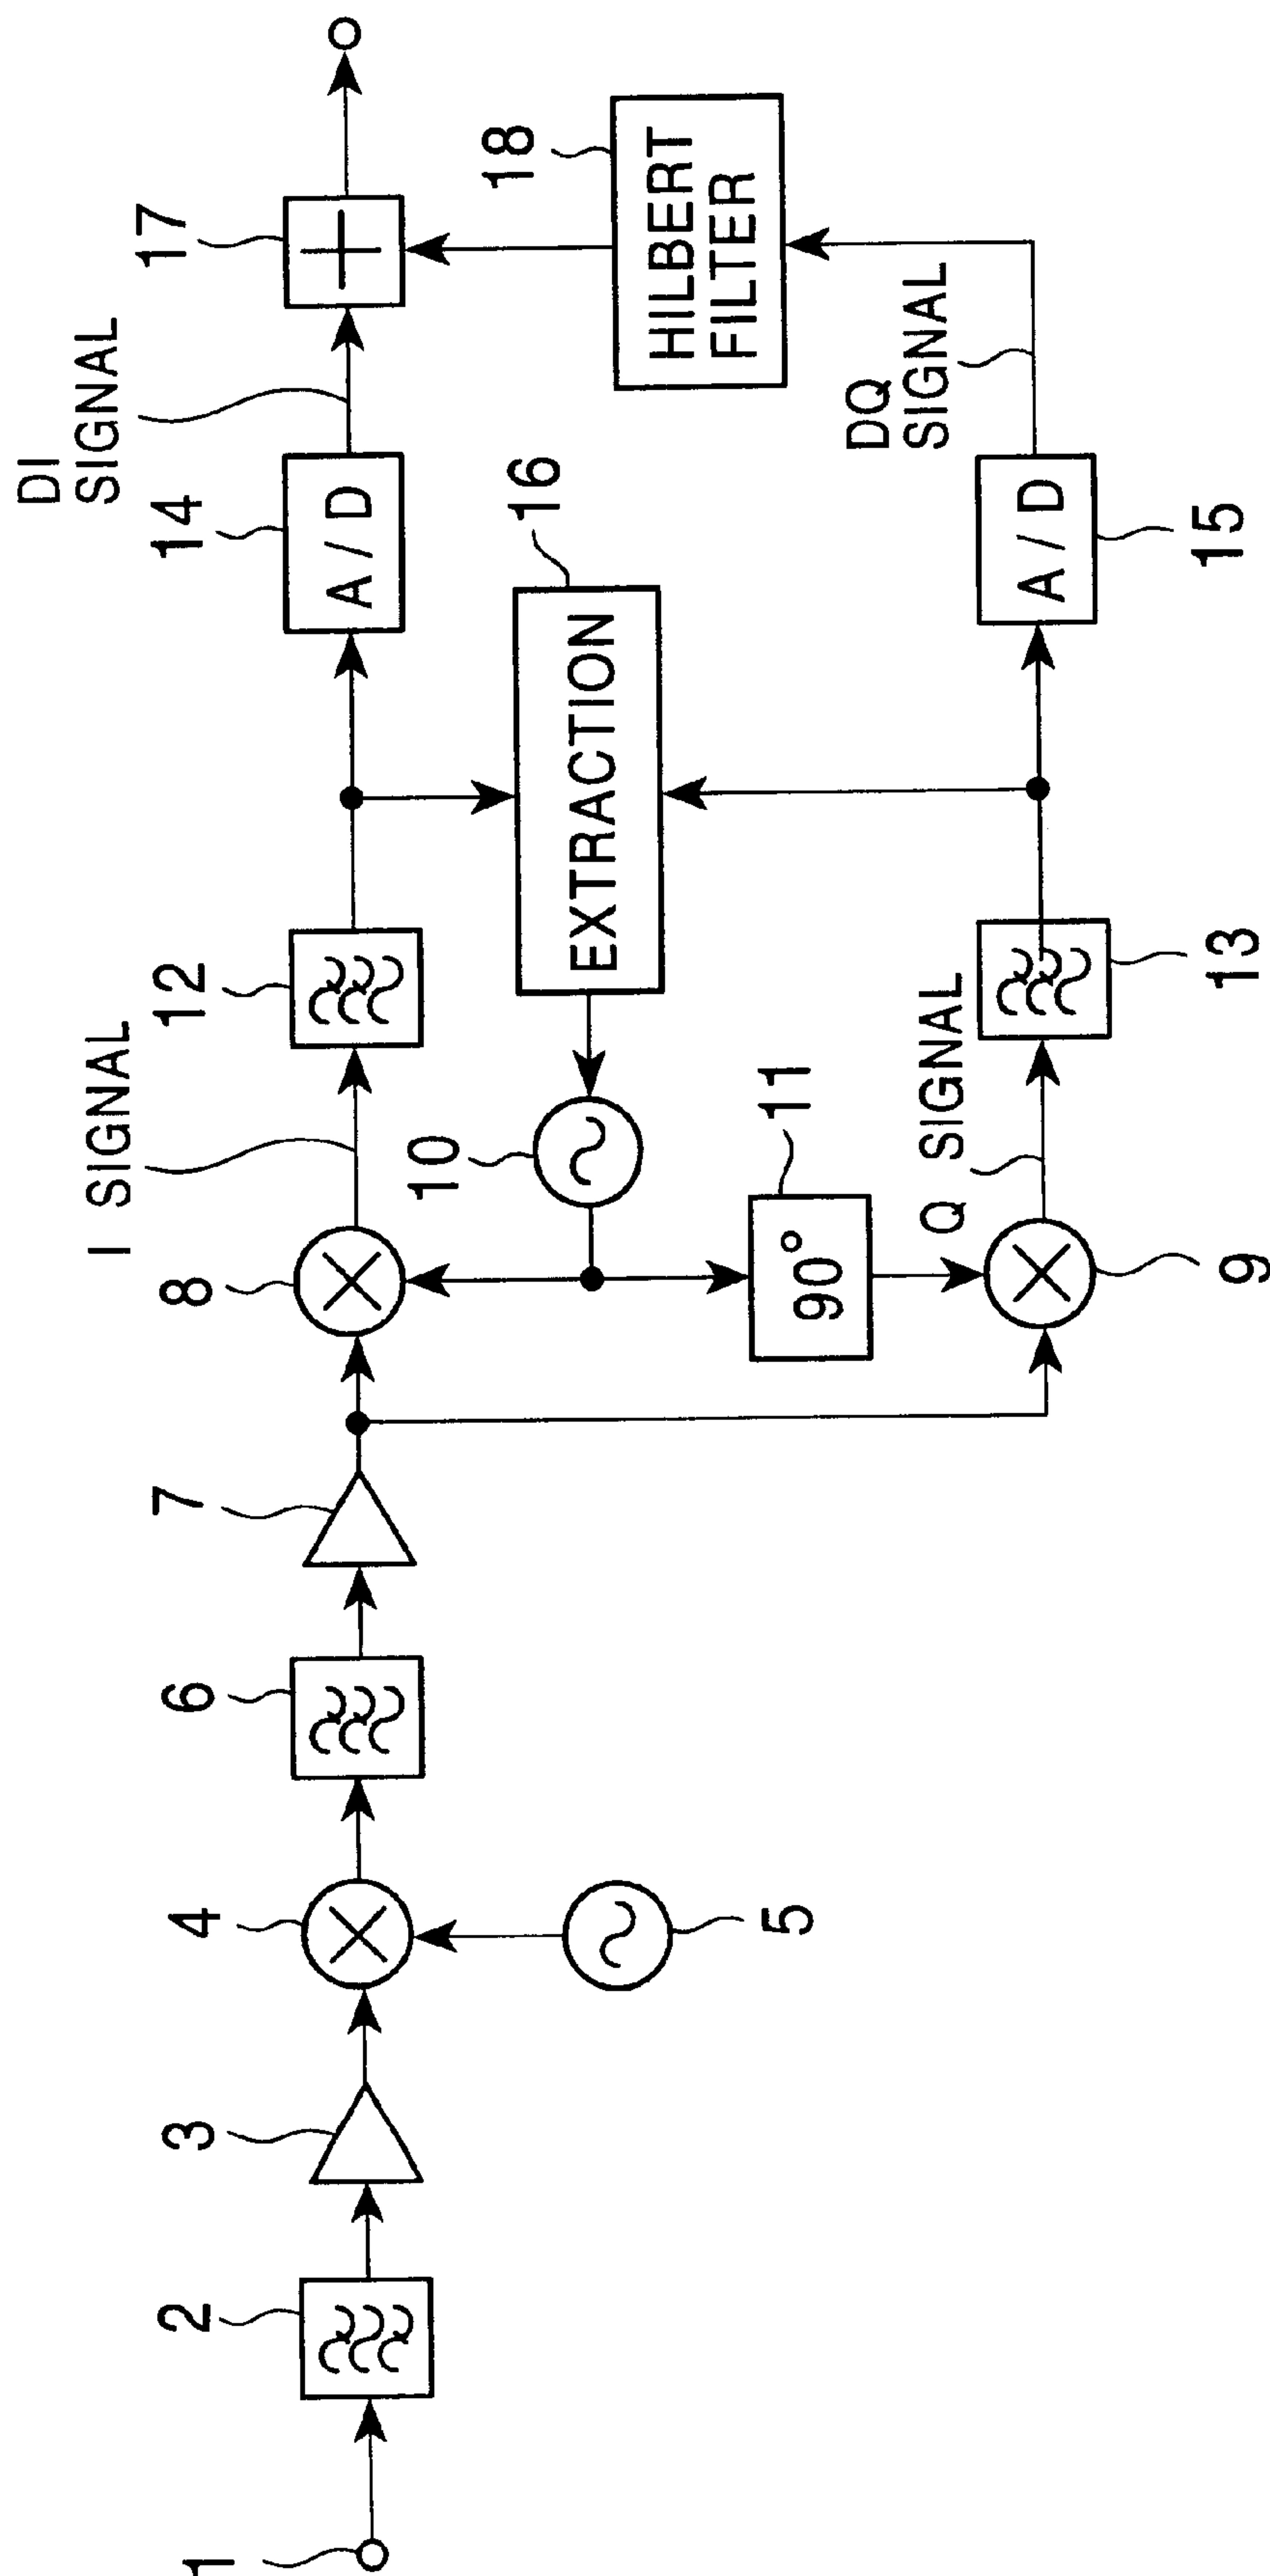 1
2
3
4
5
6
7
8
I SIGNAL
12
14
DI
SIGNAL
17
10
16
EXTRACTION
A / D
18
HILBERT
FILTER
11
90°
Q SIGNAL
DQ
SIGNAL
9
13
A / D
15